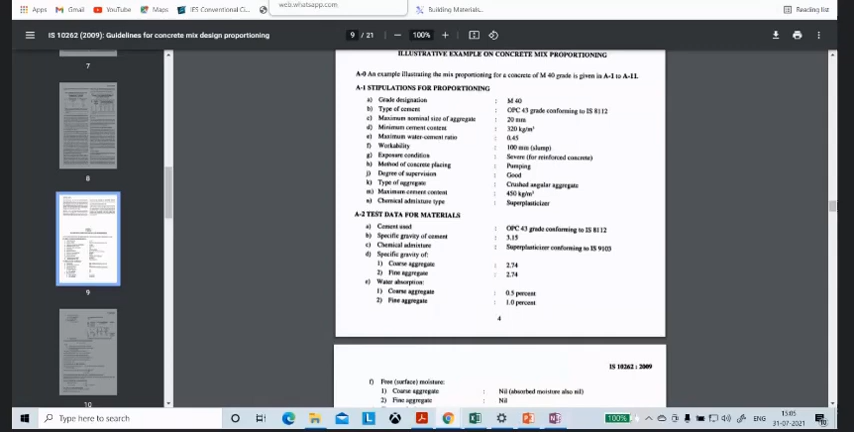 web.whatsapp.com
Apps Gmail YouTube Maps IES Conventional Ci... Building Materials.. Reading list
IS 10262 (2009): Guidelines for concrete mix design proportioning 9 / 21 100%
7
8
9
10
ILLUSTRATIVE EXAMPLE ON CONCRETE MIX PROPORTIONING
A-0 An example illustrating the mix proportioning for a concrete of M 40 grade is given in A-1 to A-11.
A-1 STIPULATIONS FOR PROPORTIONING
a) Grade designation : M 40
b) Type of cement : OPC 43 grade conforming to IS 8112
c) Maximum nominal size of aggregate : 20 mm
d) Minimum cement content : 320 kg/m³
e) Maximum water-cement ratio : 0.45
f) Workability : 100 mm (slump)
g) Exposure condition : Severe (for reinforced concrete)
h) Method of concrete placing : Pumping
j) Degree of supervision : Good
k) Type of aggregate : Crushed angular aggregate
m) Maximum cement content : 450 kg/m³
n) Chemical admixture type : Superplasticizer
A-2 TEST DATA FOR MATERIALS
a) Cement used : OPC 43 grade conforming to IS 8112
b) Specific gravity of cement : 3.15
c) Chemical admixture : Superplasticizer conforming to IS 9103
d) Specific gravity of:
1) Coarse aggregate : 2.74
2) Fine aggregate : 2.74
e) Water absorption:
1) Coarse aggregate : 0.5 percent
2) Fine aggregate : 1.0 percent
4
IS 10262 : 2009
f) Free (surface) moisture:
1) Coarse aggregate : Nil (absorbed moisture also nil)
2) Fine aggregate : Nil
Type here to search 100% ENG 15:05
31-07-2021